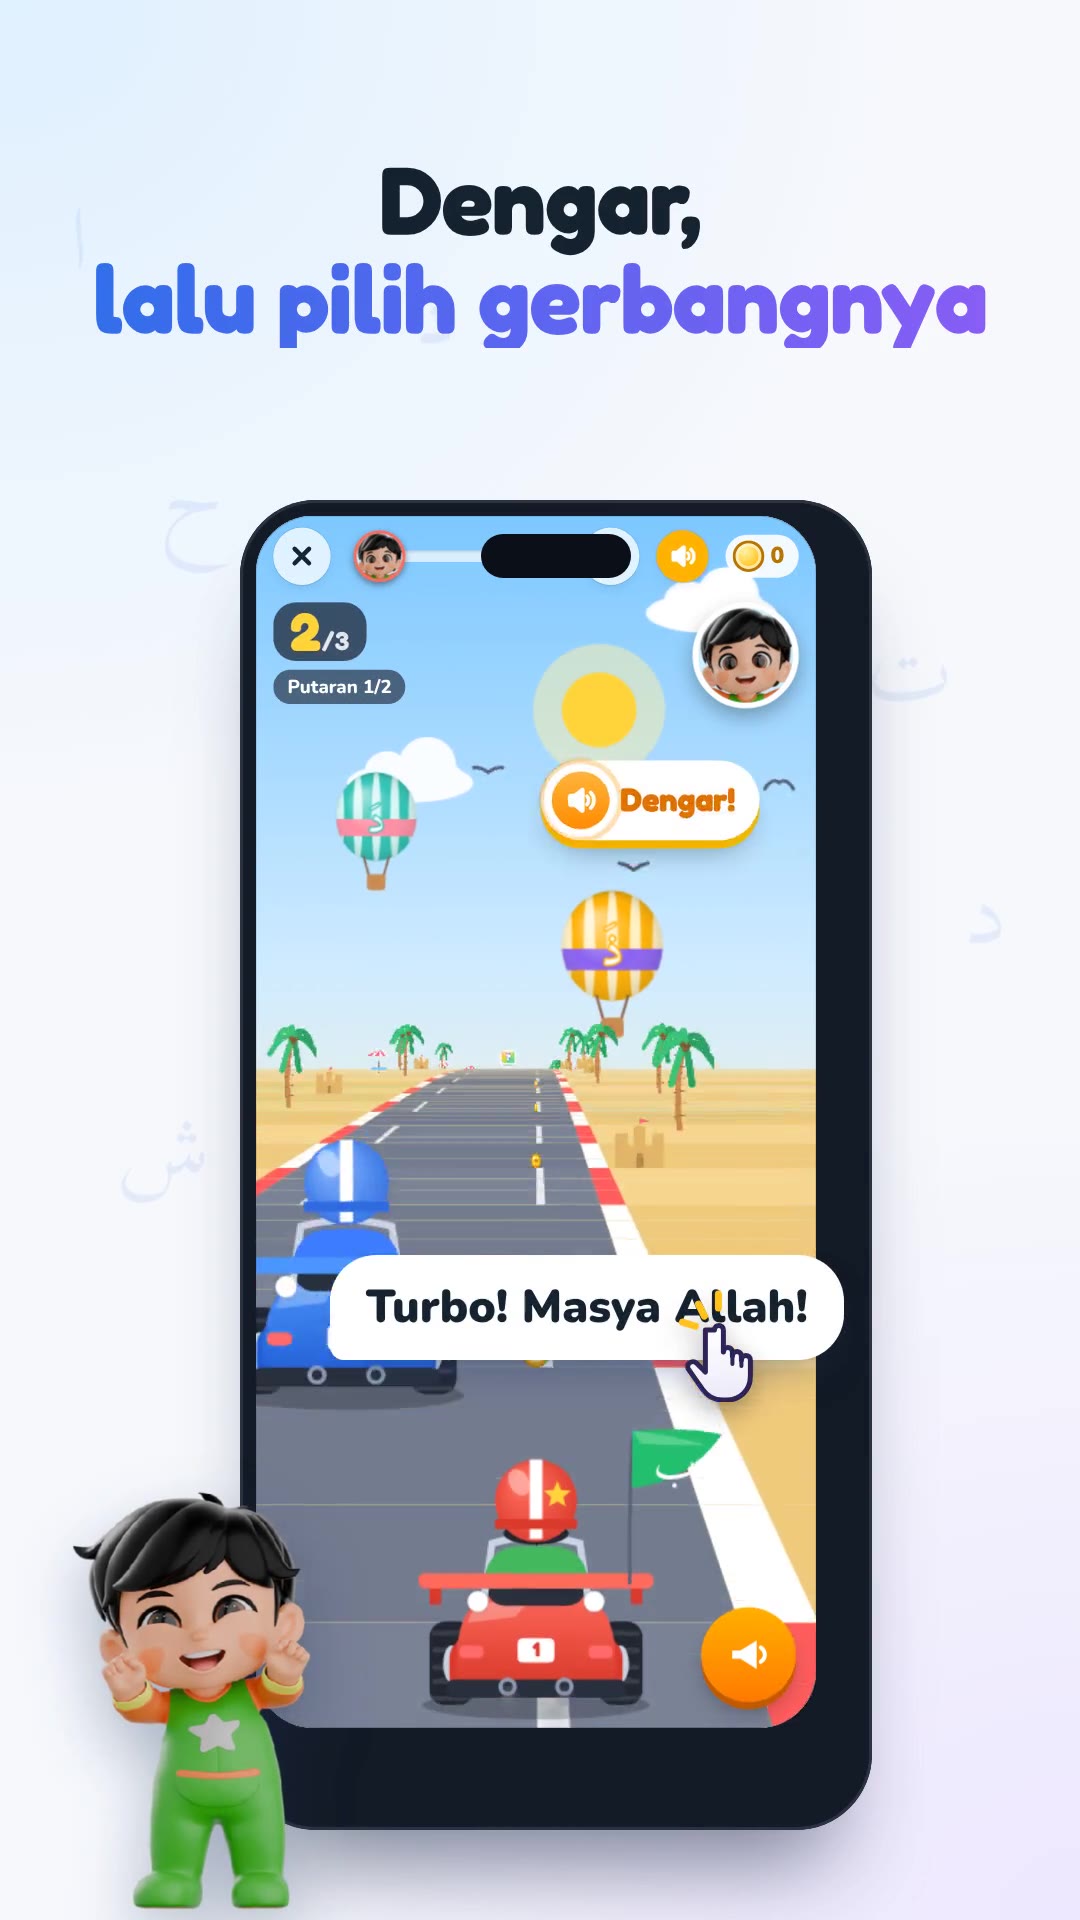 Dengar,
lalu pilih gerbangnya
ا
ح
ت
د
ش
0
2/3
Putaran 1/2
Dengar!
Turbo! Masya Allah!
ب
1